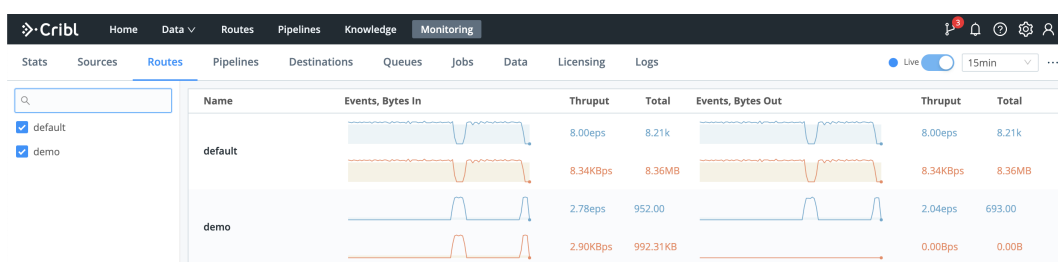 Cribl Home Data Routes Pipelines Knowledge Monitoring 3
Stats Sources Routes Pipelines Destinations Queues Jobs Data Licensing Logs Live 15min ...
Name Events, Bytes In Thruput Total Events, Bytes Out Thruput Total
default
demo
default
8.00eps 8.21k 8.00eps 8.21k
8.34KBps 8.36MB 8.34KBps 8.36MB
demo
2.78eps 952.00 2.04eps 693.00
2.90KBps 992.31KB 0.00Bps 0.00B